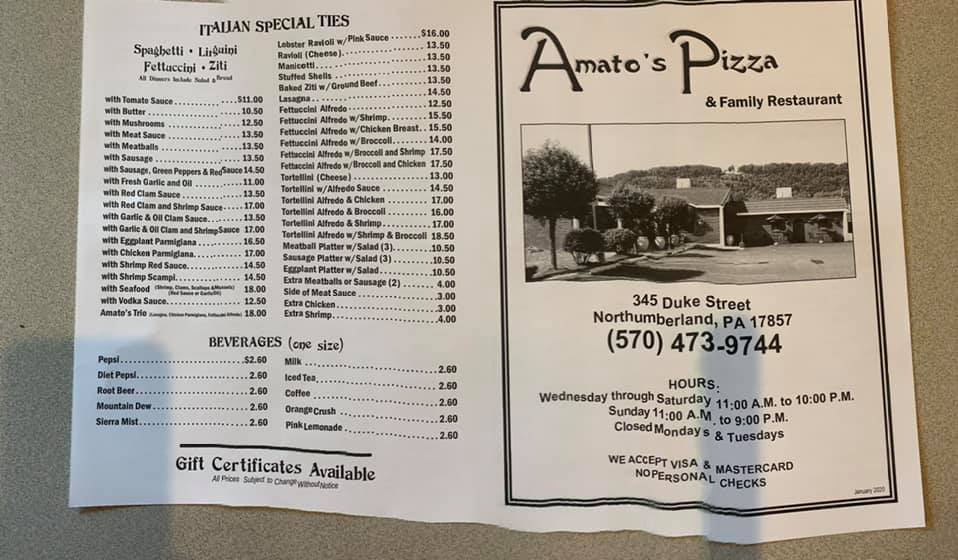 ITALIAN SPECIALTIES
Spaghetti • Linguini
Fettuccini • Ziti
All Dinners Include Salad & Bread
with Tomato Sauce ........ $11.00
with Butter ........ 10.50
with Mushrooms ........ 12.50
with Meat Sauce ........ 13.50
with Meatballs ........ 13.50
with Sausage ........ 13.50
with Sausage, Green Peppers & Red Sauce 14.50
with Fresh Garlic and Oil ........ 11.00
with Red Clam Sauce ........ 13.50
with Red Clam and Shrimp Sauce ..... 17.00
with Garlic & Oil Clam Sauce ..... 13.50
with Garlic & Oil Clam and Shrimp Sauce 17.00
with Eggplant Parmigiana ........ 16.50
with Chicken Parmigiana ........ 17.00
with Shrimp Red Sauce ........ 14.50
with Shrimp Scampi ........ 14.50
with Seafood (Shrimp, Clams, Scallops & Mussels) (Red Sauce or Garlic/Oil) 18.00
with Vodka Sauce ........ 12.50
Amato's Trio (Lasagna, Chicken Parmigiana, Fettuccini Alfredo) 18.00
Lobster Ravioli w/Pink Sauce ........ $16.00
Ravioli (Cheese) ........ 13.50
Manicotti ........ 13.50
Stuffed Shells ........ 13.50
Baked Ziti w/Ground Beef ........ 13.50
Lasagna ........ 14.50
Fettuccini Alfredo ........ 12.50
Fettuccini Alfredo w/Shrimp ..... 15.50
Fettuccini Alfredo w/Chicken Breast .. 15.50
Fettuccini Alfredo w/Broccoli ..... 14.00
Fettuccini Alfredo w/Broccoli and Shrimp 17.50
Fettuccini Alfredo w/Broccoli and Chicken 17.50
Tortellini (Cheese) ........ 13.00
Tortellini w/Alfredo Sauce ........ 14.50
Tortellini Alfredo & Chicken ........ 17.00
Tortellini Alfredo & Broccoli ........ 16.00
Tortellini Alfredo & Shrimp ........ 17.00
Tortellini Alfredo w/Shrimp & Broccoli 18.50
Meatball Platter w/Salad (3) ........ 10.50
Sausage Platter w/Salad (3) ........ 10.50
Eggplant Platter w/Salad ........ 10.50
Extra Meatballs or Sausage (2) ..... 4.00
Side of Meat Sauce ........ 3.00
Extra Chicken ........ 3.00
Extra Shrimp ........ 4.00
BEVERAGES (one size)
Pepsi ........ $2.60
Diet Pepsi ........ 2.60
Root Beer ........ 2.60
Mountain Dew ........ 2.60
Sierra Mist ........ 2.60
Milk ........ 2.60
Iced Tea ........ 2.60
Coffee ........ 2.60
Orange Crush ........ 2.60
Pink Lemonade ........ 2.60
Gift Certificates Available
All Prices Subject to Change Without Notice
Amato's Pizza
& Family Restaurant
345 Duke Street
Northumberland, PA 17857
(570) 473-9744
HOURS:
Wednesday through Saturday 11:00 A.M. to 10:00 P.M.
Sunday 11:00 A.M. to 9:00 P.M.
Closed Mondays & Tuesdays
WE ACCEPT VISA & MASTERCARD
NO PERSONAL CHECKS
January 2020